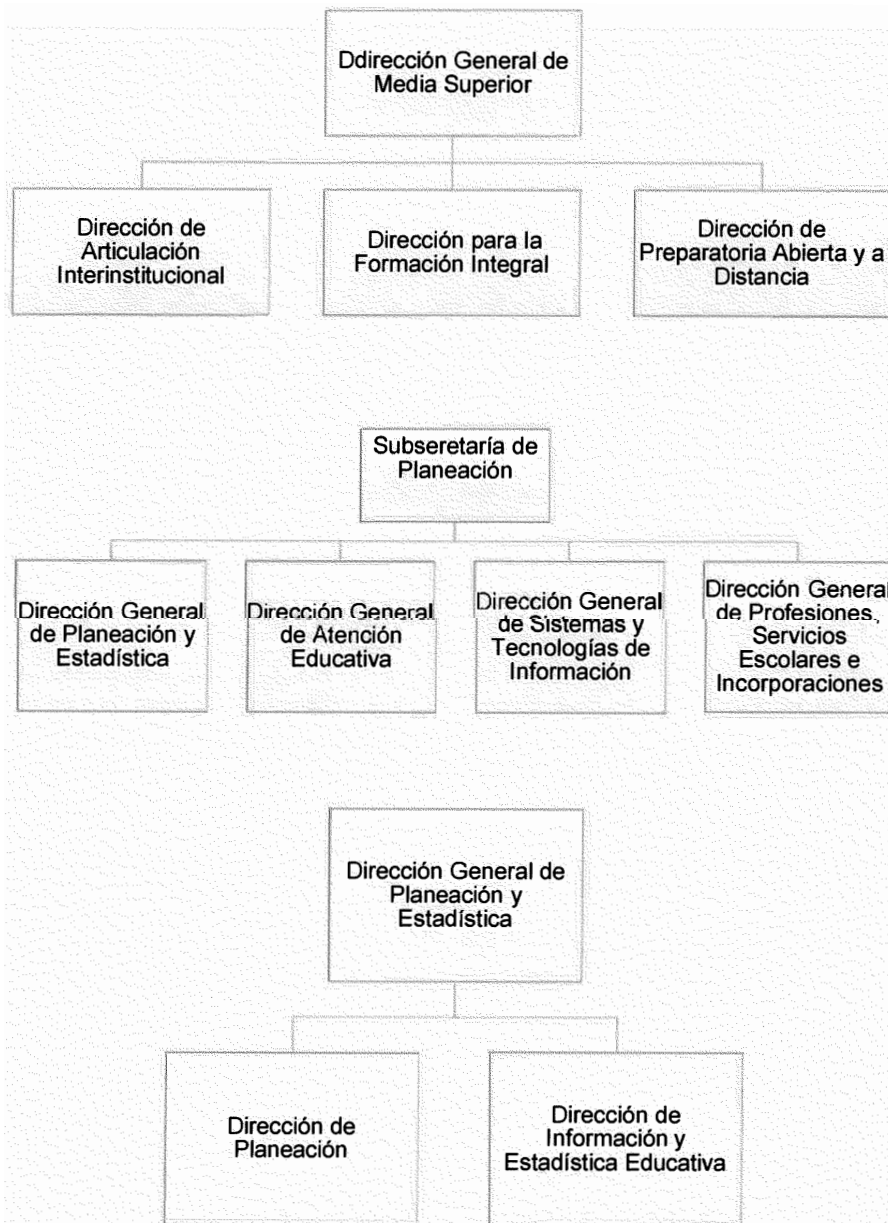 Ddirección General de
Media Superior
Dirección de
Articulación
Interinstitucional
Dirección para la
Formación Integral
Dirección de
Preparatoria Abierta y a
Distancia
Subseretaría de
Planeación
Dirección General
de Planeación y
Estadística
Dirección General
de Atención
Educativa
Dirección General
de Sistemas y
Tecnologías de
Información
Dirección General
de Profesiones,
Servicios
Escolares e
Incorporaciones
Dirección General de
Planeación y
Estadística
Dirección de
Planeación
Dirección de
Información y
Estadística Educativa